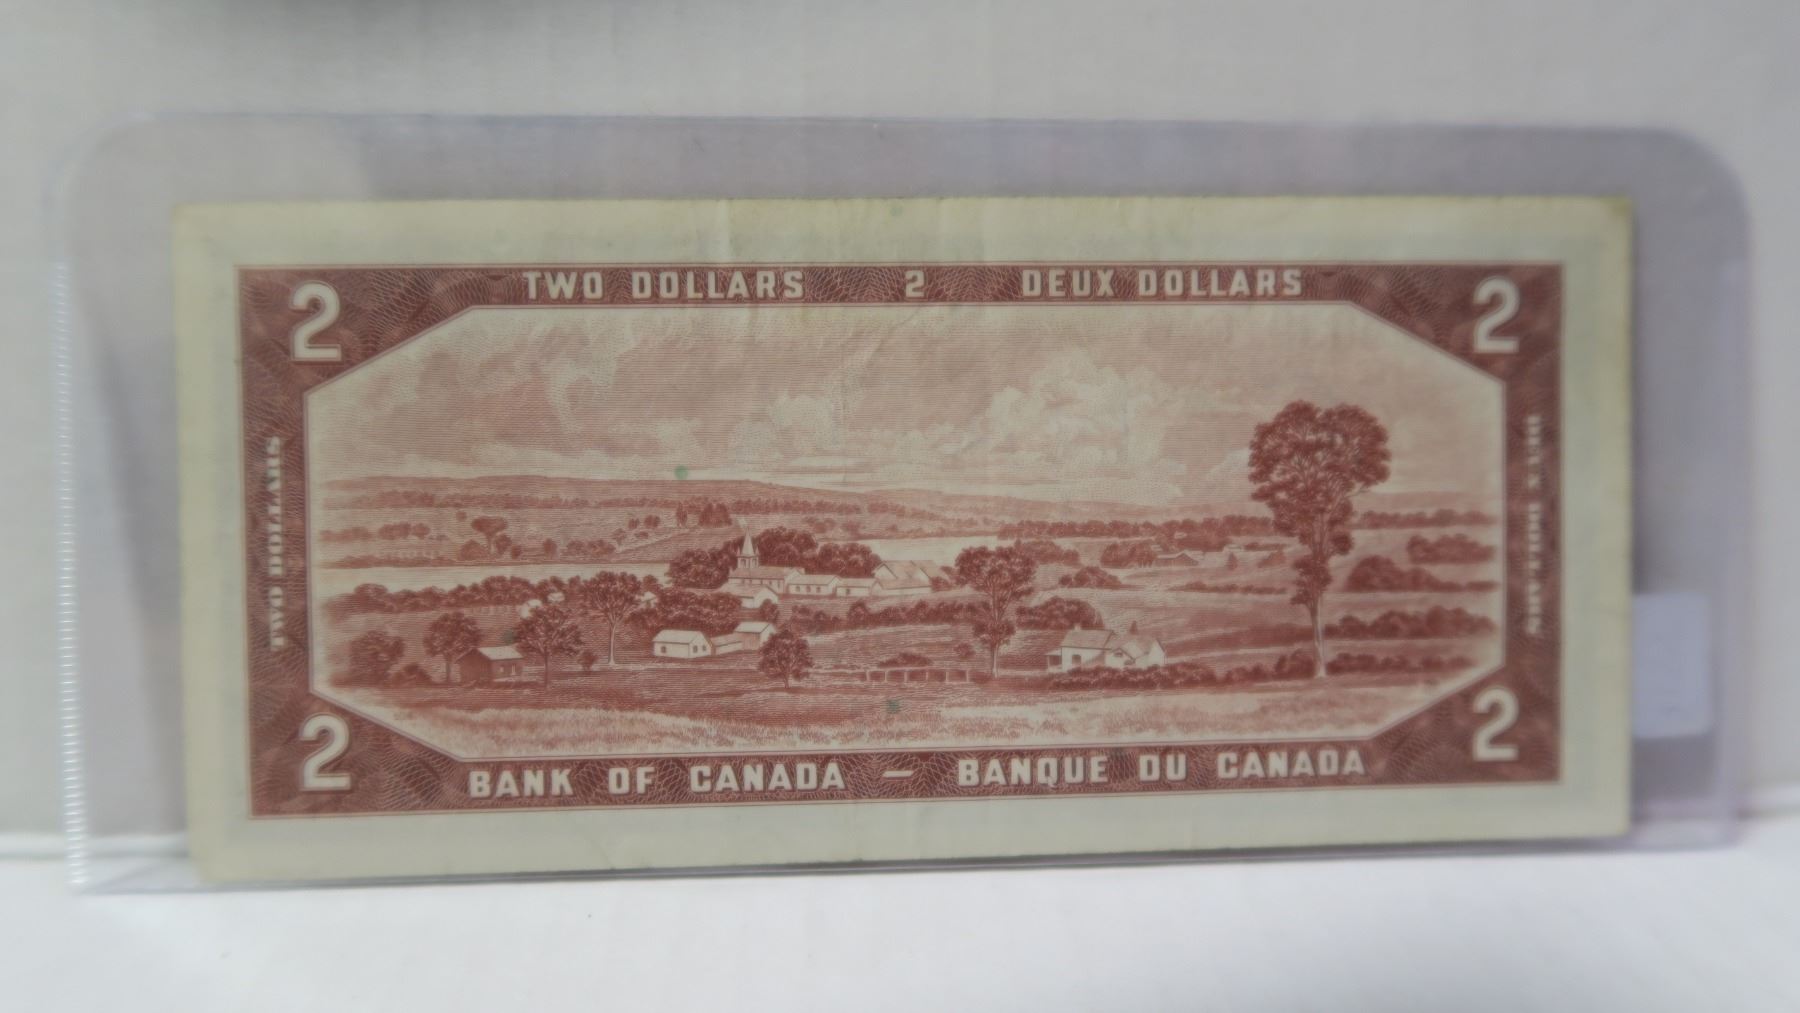 TWO DOLLARS 2 DEUX DOLLARS
2 2
TWO DOLLARS
DEUX DOLLARS
2 2
BANK OF CANADA — BANQUE DU CANADA